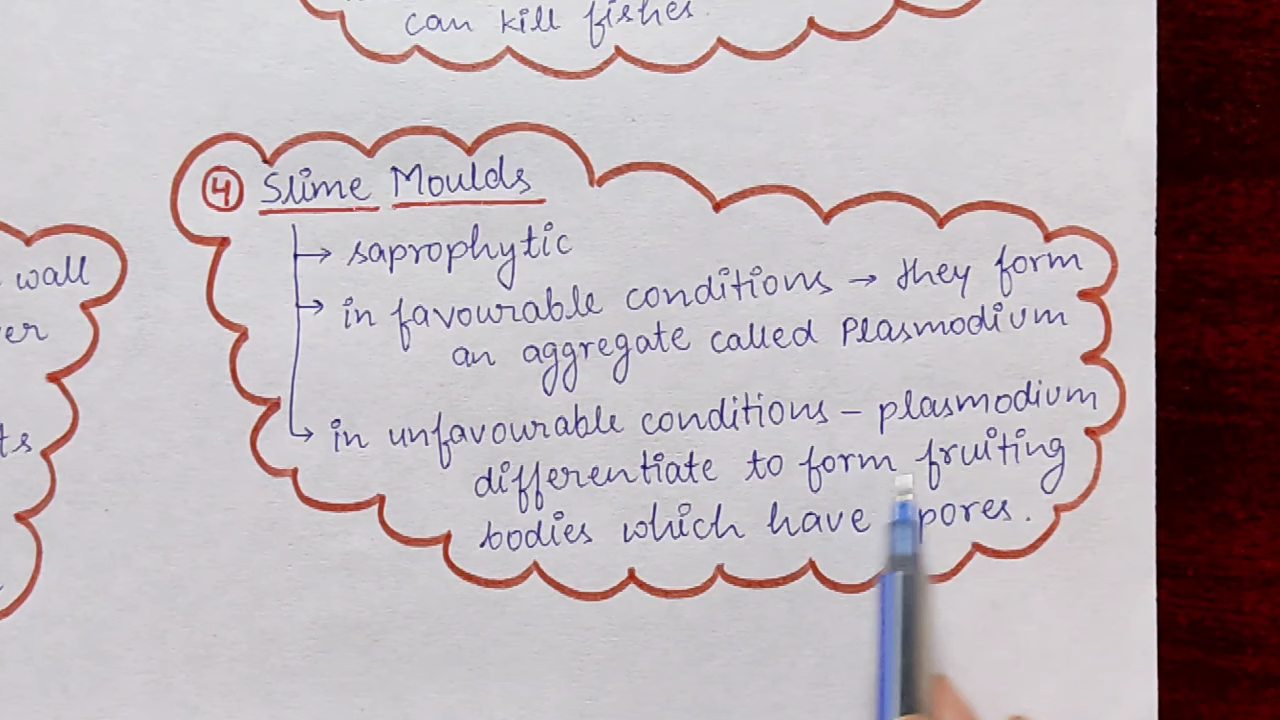 can kill fishes.
④ Slime Moulds
→ saprophytic
→ in favourable conditions → they form
an aggregate called Plasmodium
→ in unfavourable conditions – plasmodium
differentiate to form fruiting
bodies which have pores.
wall
er
ts